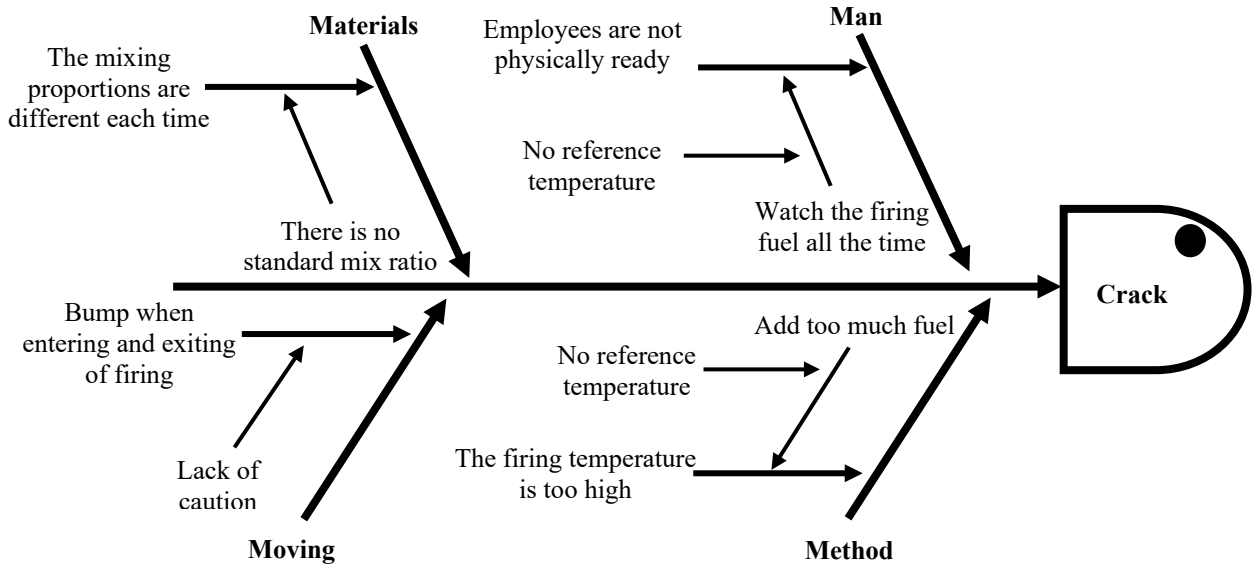 Materials
Man
The mixing
proportions are
different each time
Employees are not
physically ready
No reference
temperature
There is no
standard mix ratio
Watch the firing
fuel all the time
Crack
Bump when
entering and exiting
of firing
Add too much fuel
No reference
temperature
Lack of
caution
The firing temperature
is too high
Moving
Method